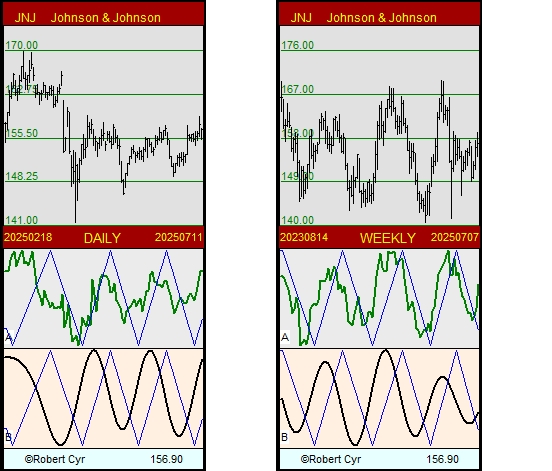 JNJ Johnson & Johnson
170.00
155.50
148.25
141.00
20250218 DAILY 20250711
A
B
©Robert Cyr 156.90
JNJ Johnson & Johnson
176.00
167.00
140.00
20230814 WEEKLY 20250707
A
B
©Robert Cyr 156.90